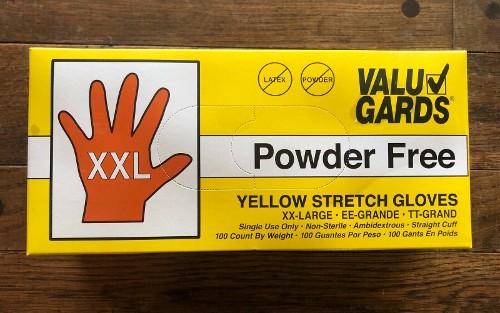 XXL
LATEX
POWDER
VALU
GARDS®
Powder Free
YELLOW STRETCH GLOVES
XX-LARGE · EE-GRANDE · TT-GRAND
Single Use Only · Non-Sterile · Ambidextrous · Straight Cuff
100 Count By Weight · 100 Guantes Por Peso · 100 Gants En Poids